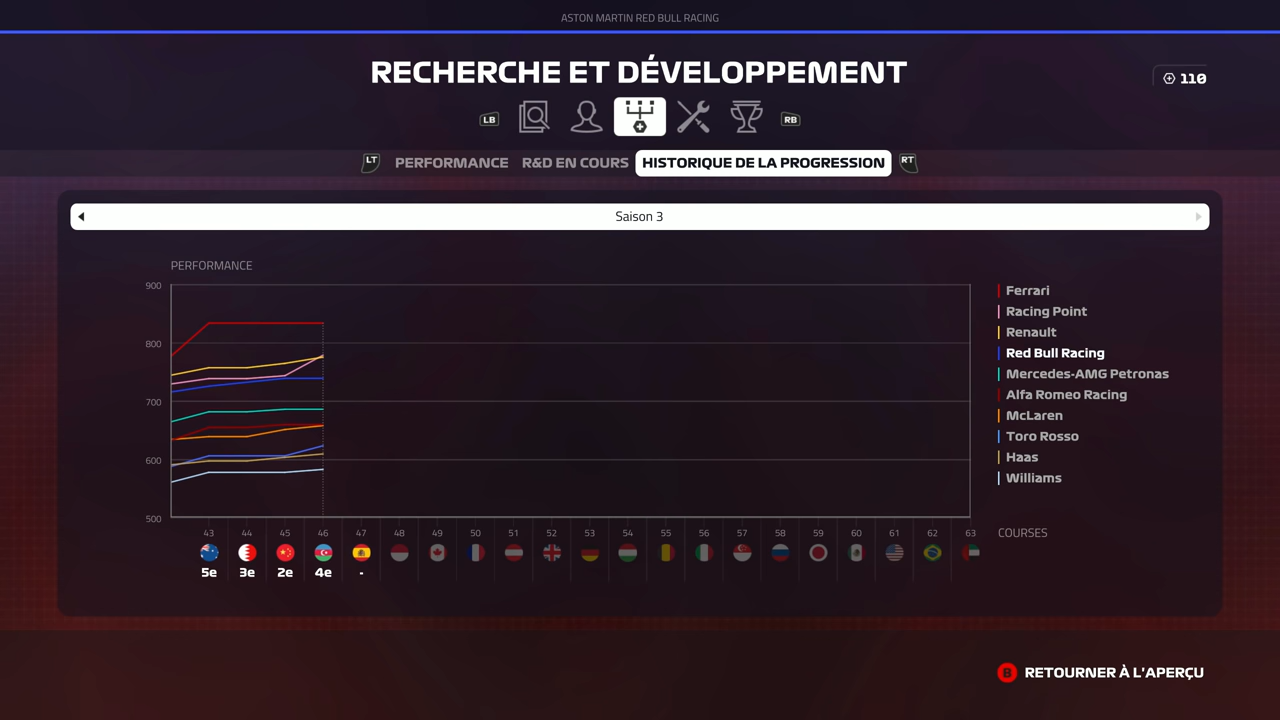 ASTON MARTIN RED BULL RACING
RECHERCHE ET DÉVELOPPEMENT
110
LB
RB
LT PERFORMANCE R&D EN COURS HISTORIQUE DE LA PROGRESSION RT
Saison 3
PERFORMANCE
900
800
700
600
500
Ferrari
Racing Point
Renault
Red Bull Racing
Mercedes-AMG Petronas
Alfa Romeo Racing
McLaren
Toro Rosso
Haas
Williams
43 44 45 46 47 48 49 50 51 52 53 54 55 56 57 58 59 60 61 62 63 COURSES
5e 3e 2e 4e -
B RETOURNER À L'APERÇU